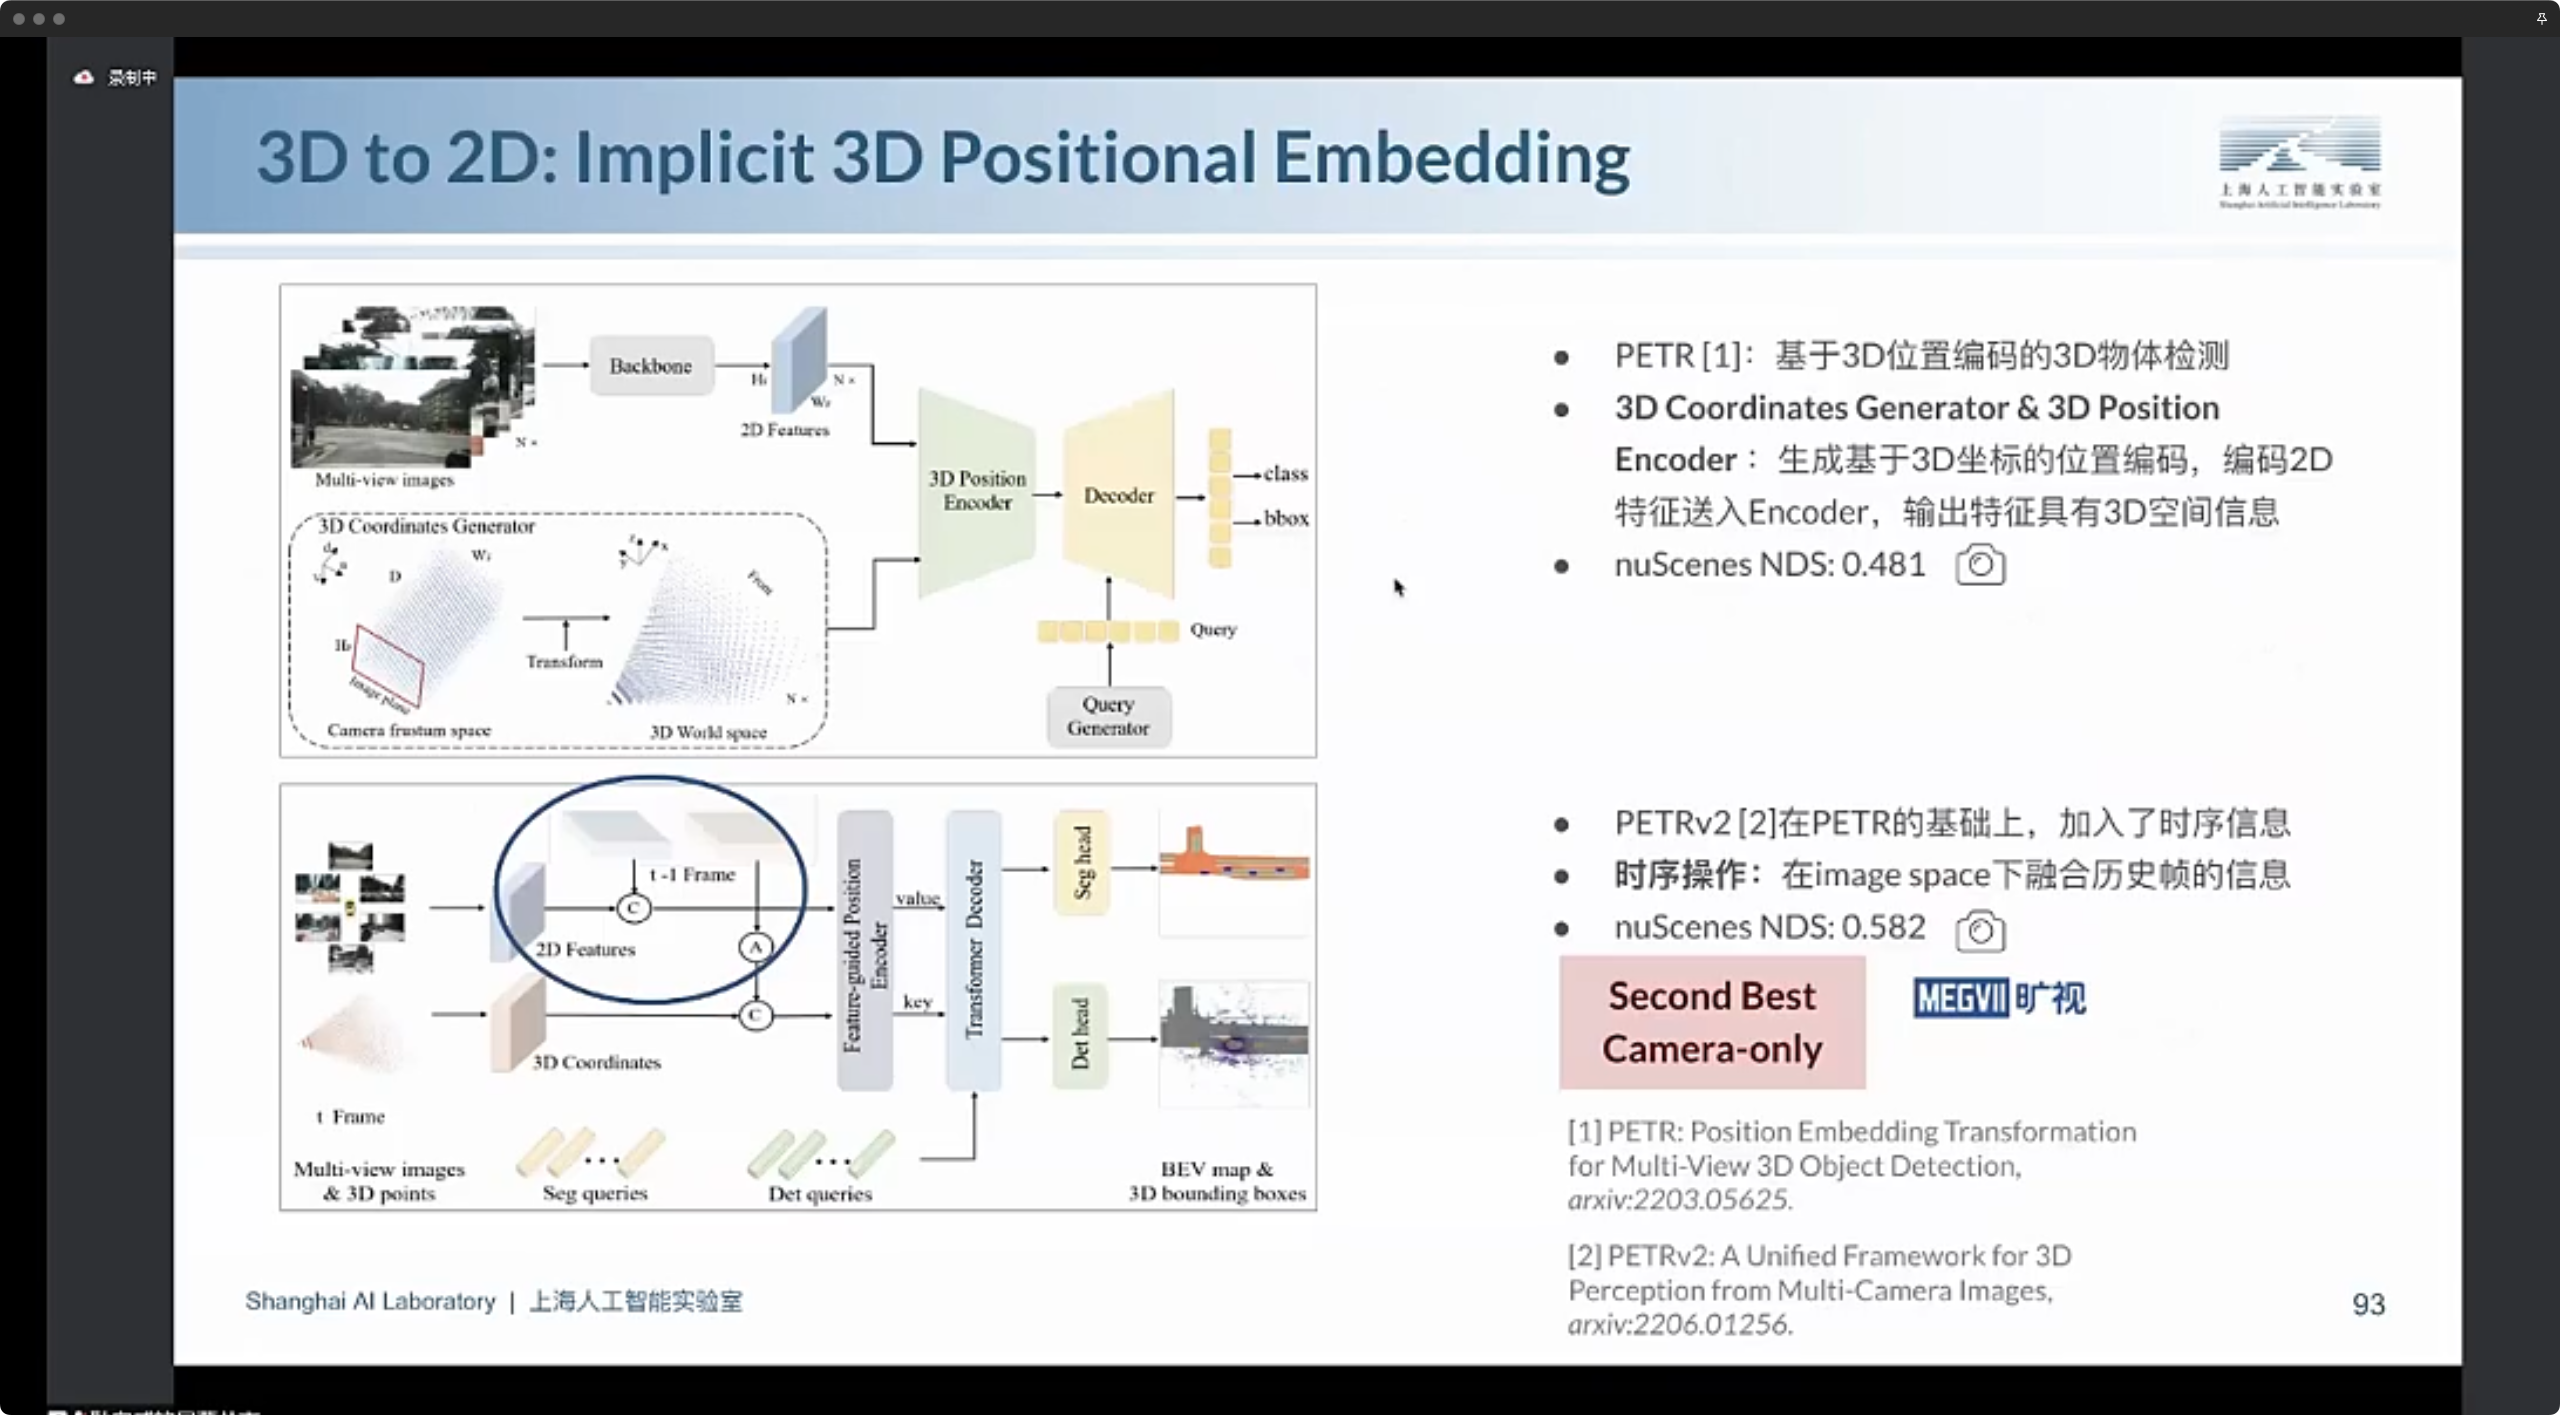 录制中
3D to 2D: Implicit 3D Positional Embedding
上海人工智能实验室
Shanghai Artificial Intelligence Laboratory
Multi-view images
N ×
Backbone
H_F
W_F
N ×
2D Features
3D Position
Encoder
Decoder
class
bbox
3D Coordinates Generator
D
Image plane
Camera frustum space
Transform
Front
N ×
3D World space
Query
Query
Generator
PETR [1]：基于3D位置编码的3D物体检测
3D Coordinates Generator & 3D Position
Encoder：生成基于3D坐标的位置编码，编码2D
特征送入Encoder，输出特征具有3D空间信息
nuScenes NDS: 0.481
t -1 Frame
C
A
C
2D Features
3D Coordinates
t Frame
Multi-view images
& 3D points
Feature-guided Position
Encoder
value
key
Transformer Decoder
Seg head
Det head
Seg queries
Det queries
BEV map &
3D bounding boxes
PETRv2 [2]在PETR的基础上，加入了时序信息
时序操作：在image space下融合历史帧的信息
nuScenes NDS: 0.582
Second Best
Camera-only
MEGVII旷视
[1] PETR: Position Embedding Transformation
for Multi-View 3D Object Detection,
arxiv:2203.05625.
[2] PETRv2: A Unified Framework for 3D
Perception from Multi-Camera Images,
arxiv:2206.01256.
Shanghai AI Laboratory | 上海人工智能实验室
93